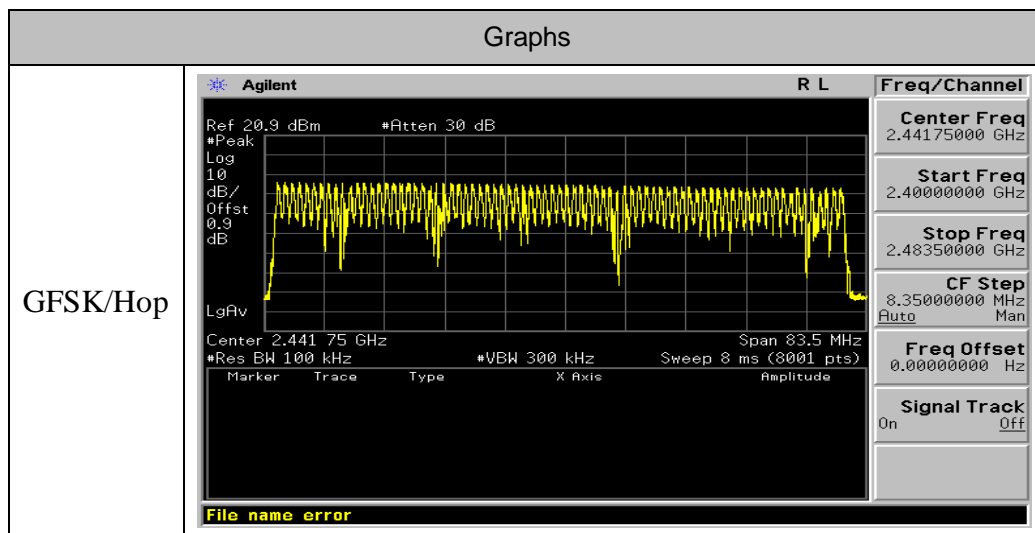 Graphs
GFSK/Hop
Agilent
R L
Ref 20.9 dBm #Atten 30 dB
#Peak
Log
10
dB/
Offst
0.9
dB
LgAv
Center 2.441 75 GHz Span 83.5 MHz
#Res BW 100 kHz #VBW 300 kHz Sweep 8 ms (8001 pts)
Marker Trace Type X Axis Amplitude
File name error
Freq/Channel
Center Freq
2.44175000 GHz
Start Freq
2.40000000 GHz
Stop Freq
2.48350000 GHz
CF Step
8.35000000 MHz
Auto Man
Freq Offset
0.00000000 Hz
Signal Track
On Off